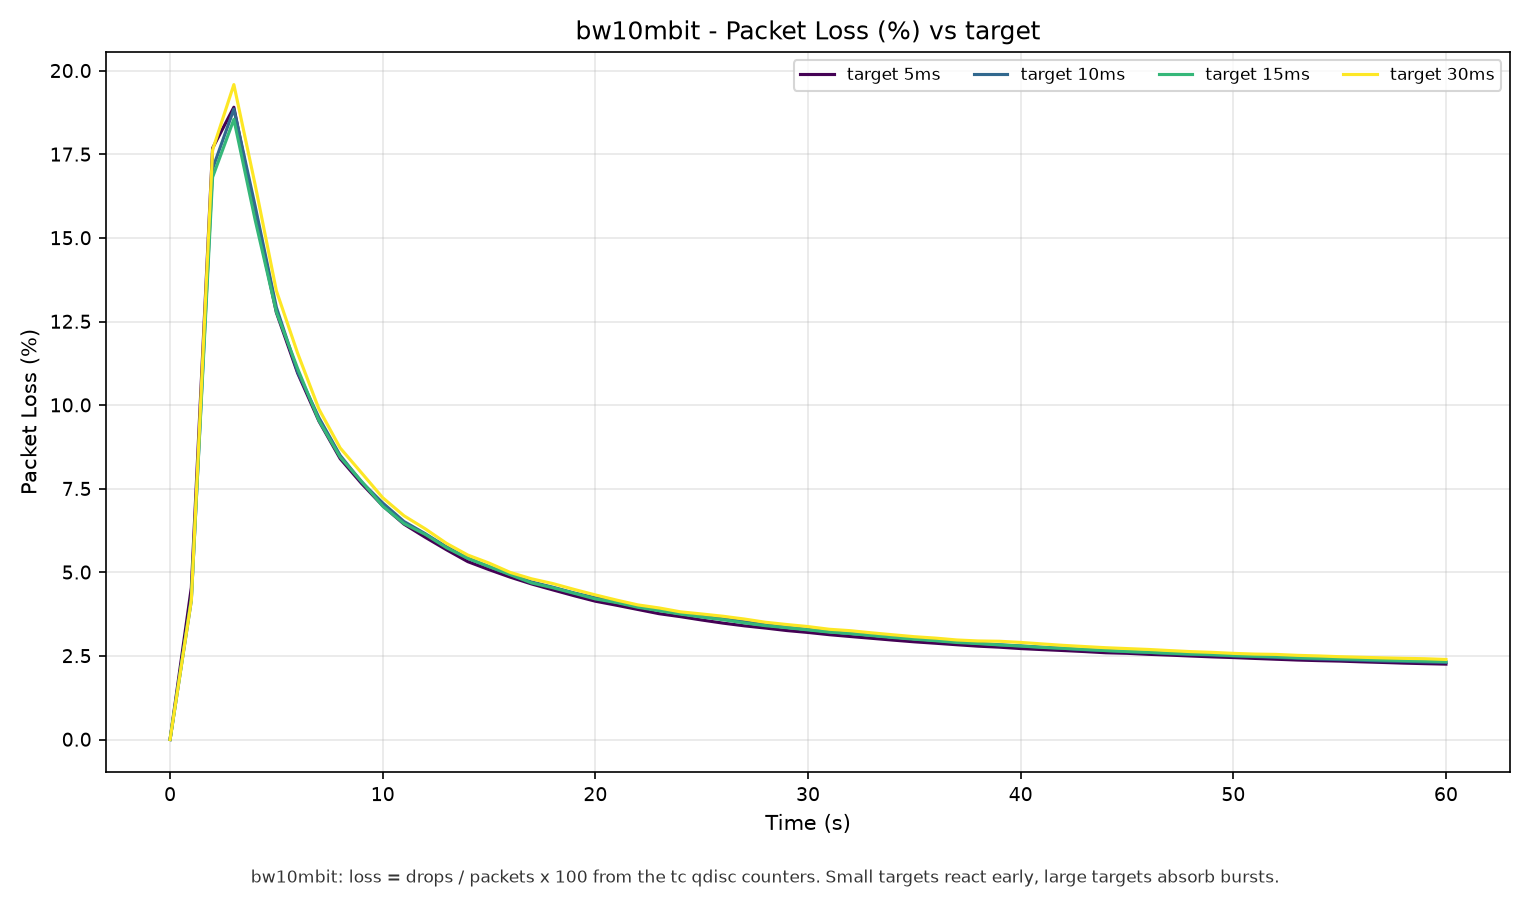 bw10mbit - Packet Loss (%) vs target
target 5ms target 10ms target 15ms target 30ms
20.0
17.5
15.0
12.5
10.0
7.5
5.0
2.5
0.0
Packet Loss (%)
0 10 20 30 40 50 60
Time (s)
bw10mbit: loss = drops / packets x 100 from the tc qdisc counters. Small targets react early, large targets absorb bursts.